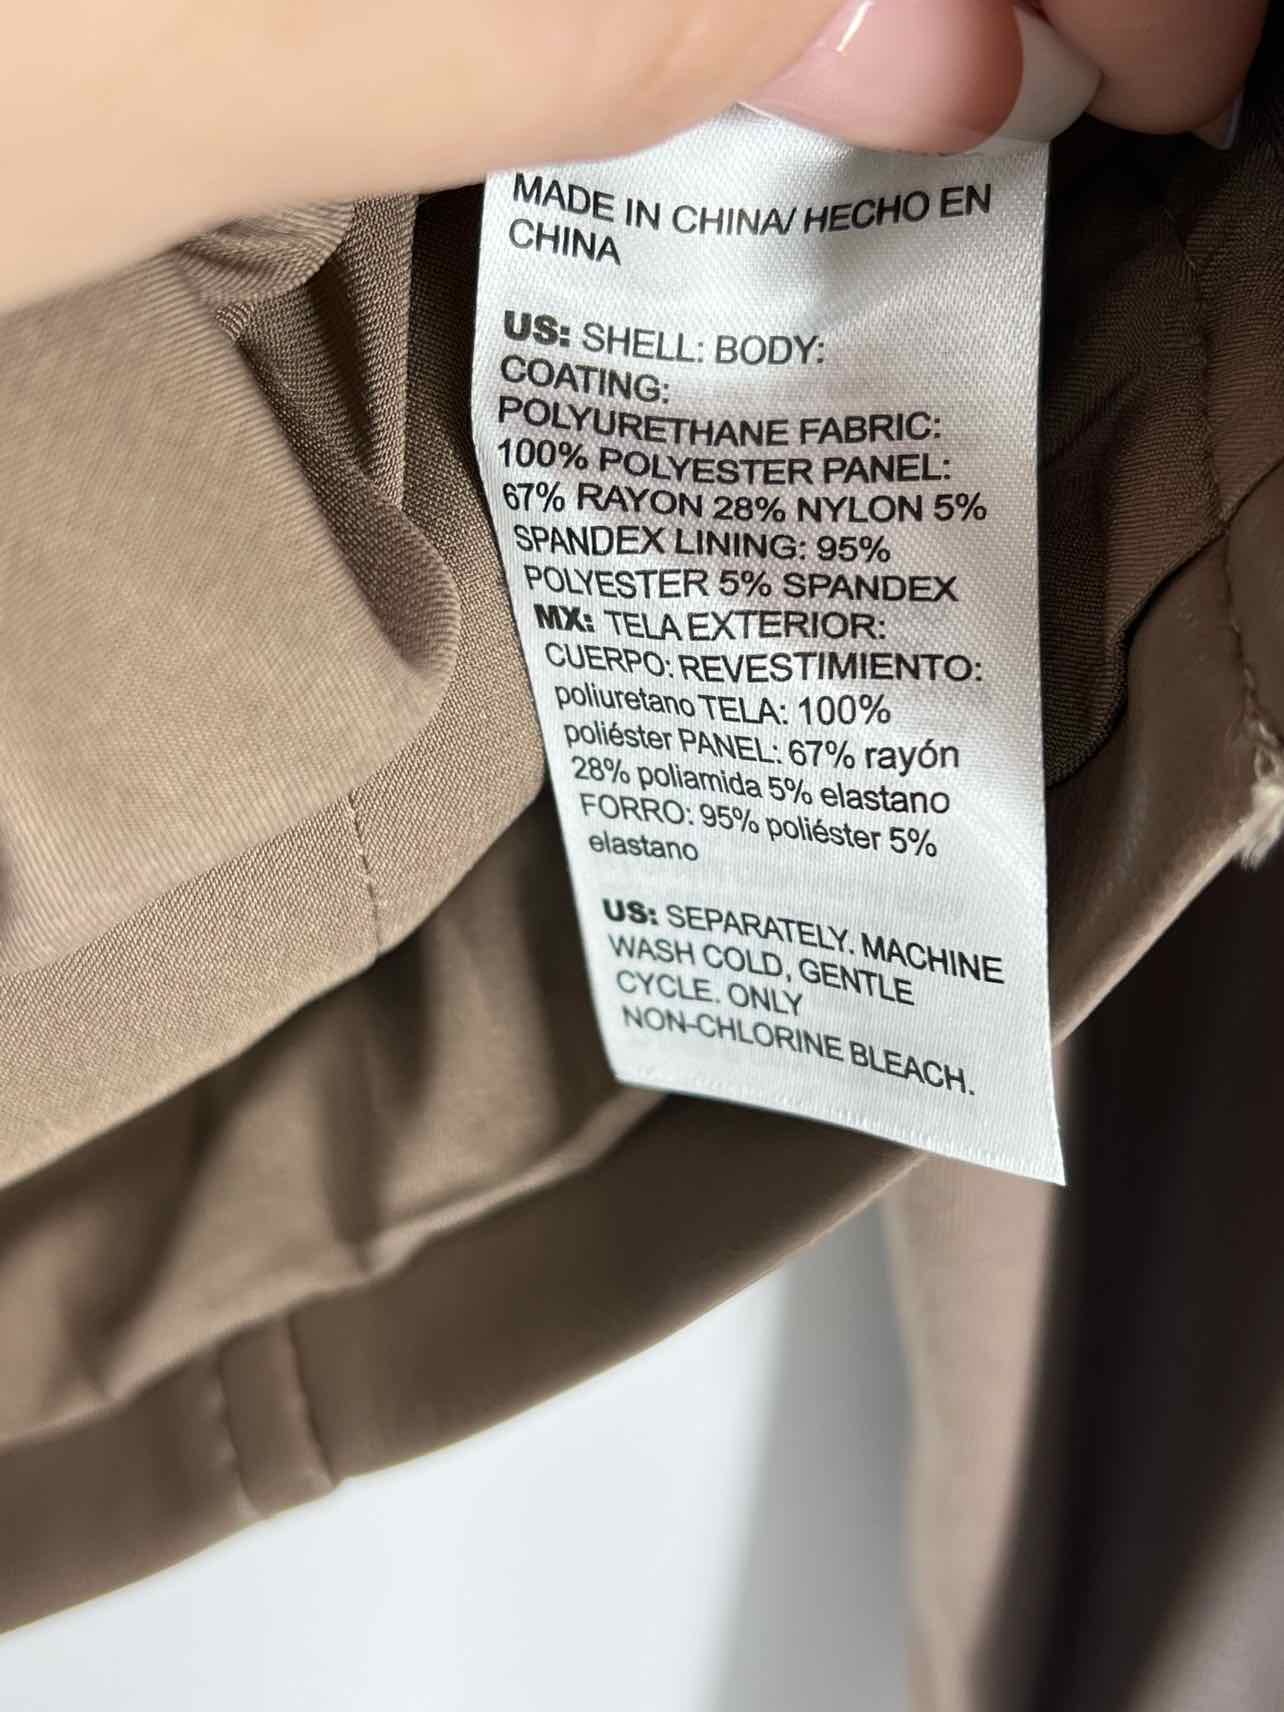 MADE IN CHINA/ HECHO EN
CHINA
US: SHELL: BODY:
COATING:
POLYURETHANE FABRIC:
100% POLYESTER PANEL:
67% RAYON 28% NYLON 5%
SPANDEX LINING: 95%
POLYESTER 5% SPANDEX
MX: TELA EXTERIOR:
CUERPO: REVESTIMIENTO:
poliuretano TELA: 100%
poliéster PANEL: 67% rayón
28% poliamida 5% elastano
FORRO: 95% poliéster 5%
elastano
US: SEPARATELY. MACHINE
WASH COLD, GENTLE
CYCLE. ONLY
NON-CHLORINE BLEACH.